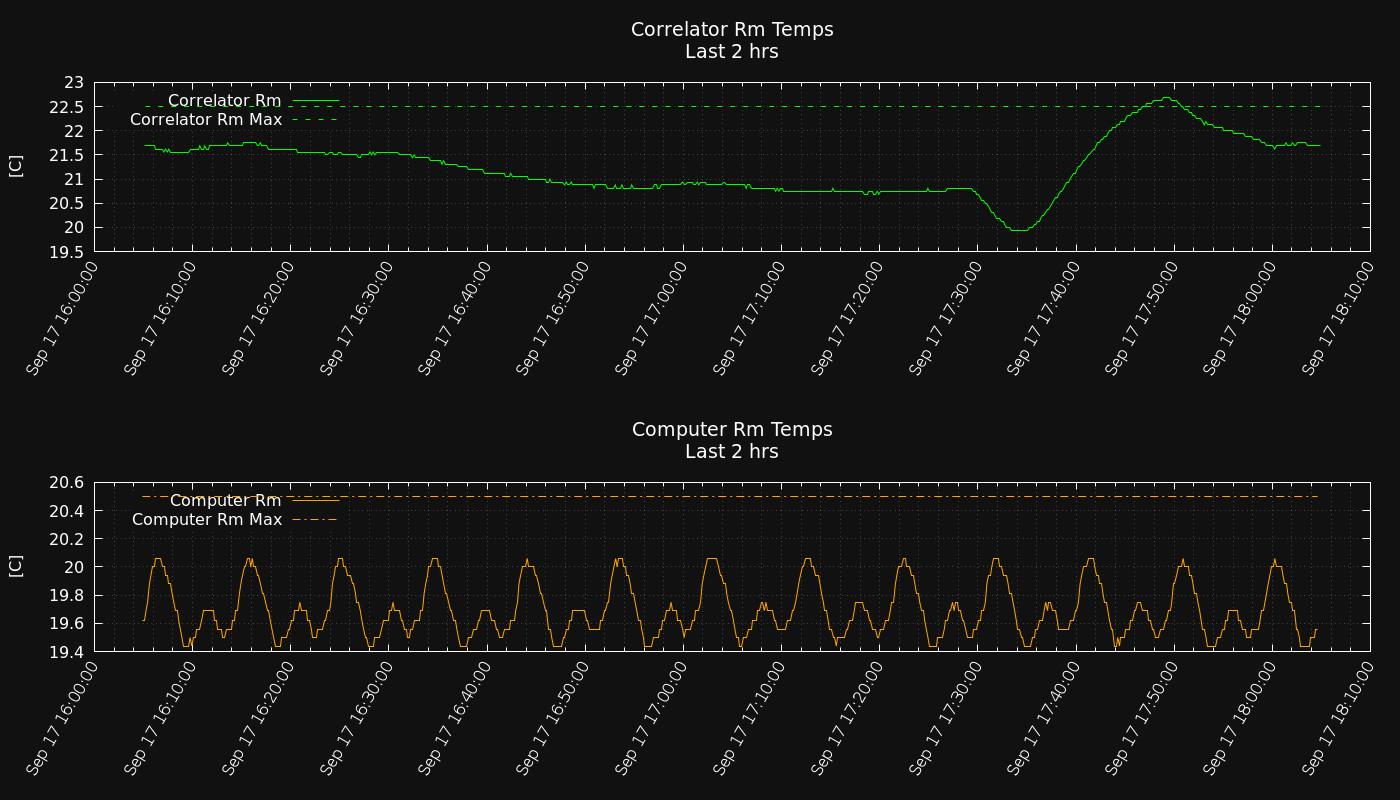 Correlator Rm Temps
Last 2 hrs
23
22.5
22
21.5
21
20.5
20
19.5
[C]
Correlator Rm
Correlator Rm Max
Sep 17 16:00:00
Sep 17 16:10:00
Sep 17 16:20:00
Sep 17 16:30:00
Sep 17 16:40:00
Sep 17 16:50:00
Sep 17 17:00:00
Sep 17 17:10:00
Sep 17 17:20:00
Sep 17 17:30:00
Sep 17 17:40:00
Sep 17 17:50:00
Sep 17 18:00:00
Sep 17 18:10:00
Computer Rm Temps
Last 2 hrs
20.6
20.4
20.2
20
19.8
19.6
19.4
[C]
Computer Rm
Computer Rm Max
Sep 17 16:00:00
Sep 17 16:10:00
Sep 17 16:20:00
Sep 17 16:30:00
Sep 17 16:40:00
Sep 17 16:50:00
Sep 17 17:00:00
Sep 17 17:10:00
Sep 17 17:20:00
Sep 17 17:30:00
Sep 17 17:40:00
Sep 17 17:50:00
Sep 17 18:00:00
Sep 17 18:10:00